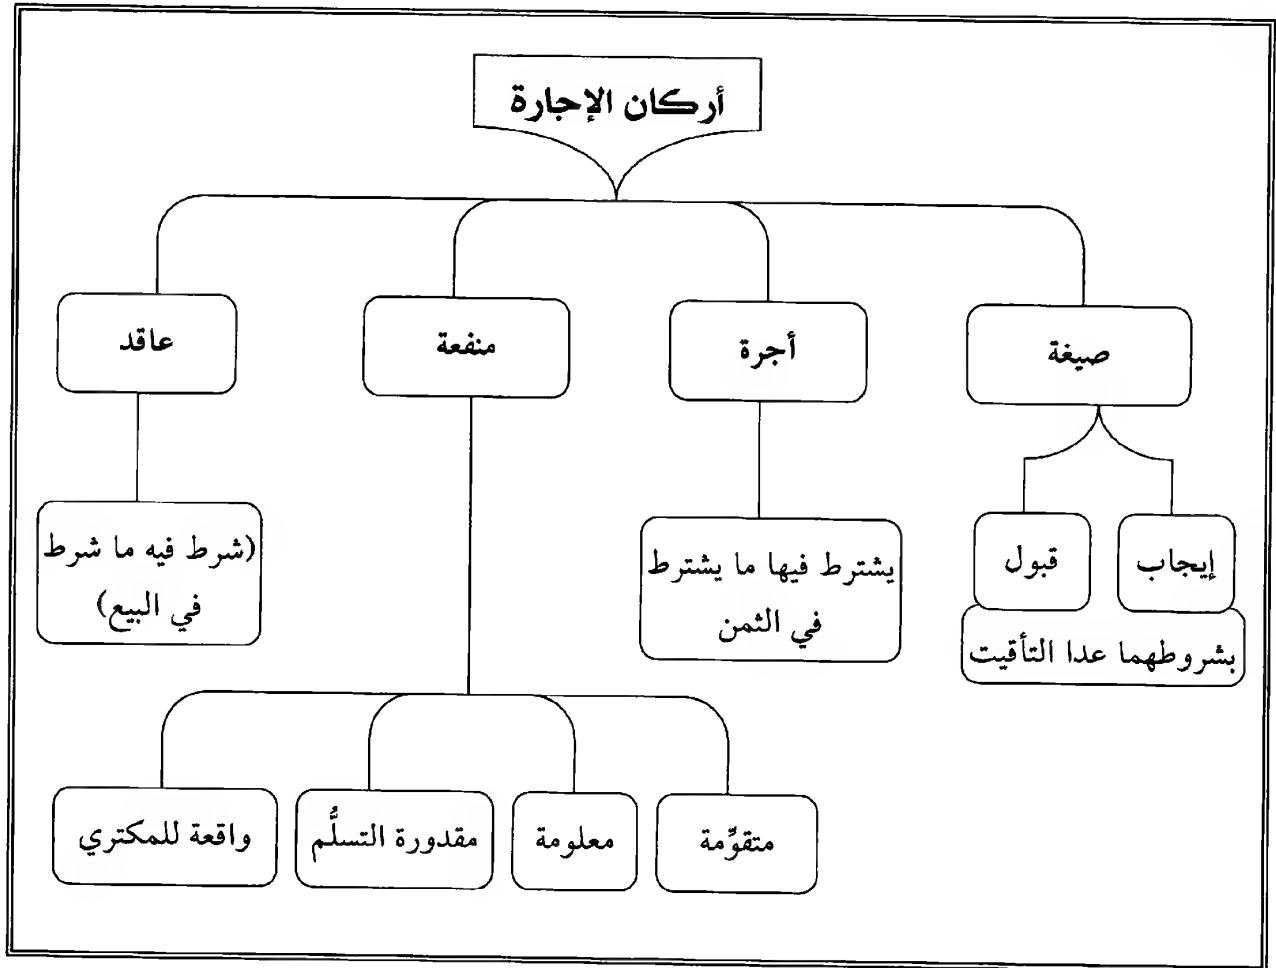 أركان الإجارة
صيغة
أجرة
منفعة
عاقد
إيجاب
قبول
بشروطهما عدا التأقيت
يشترط فيها ما يشترط
في الثمن
(شرط فيه ما شرط
في البيع)
متقوِّمة
معلومة
مقدورة التسلُّم
واقعة للمكتري